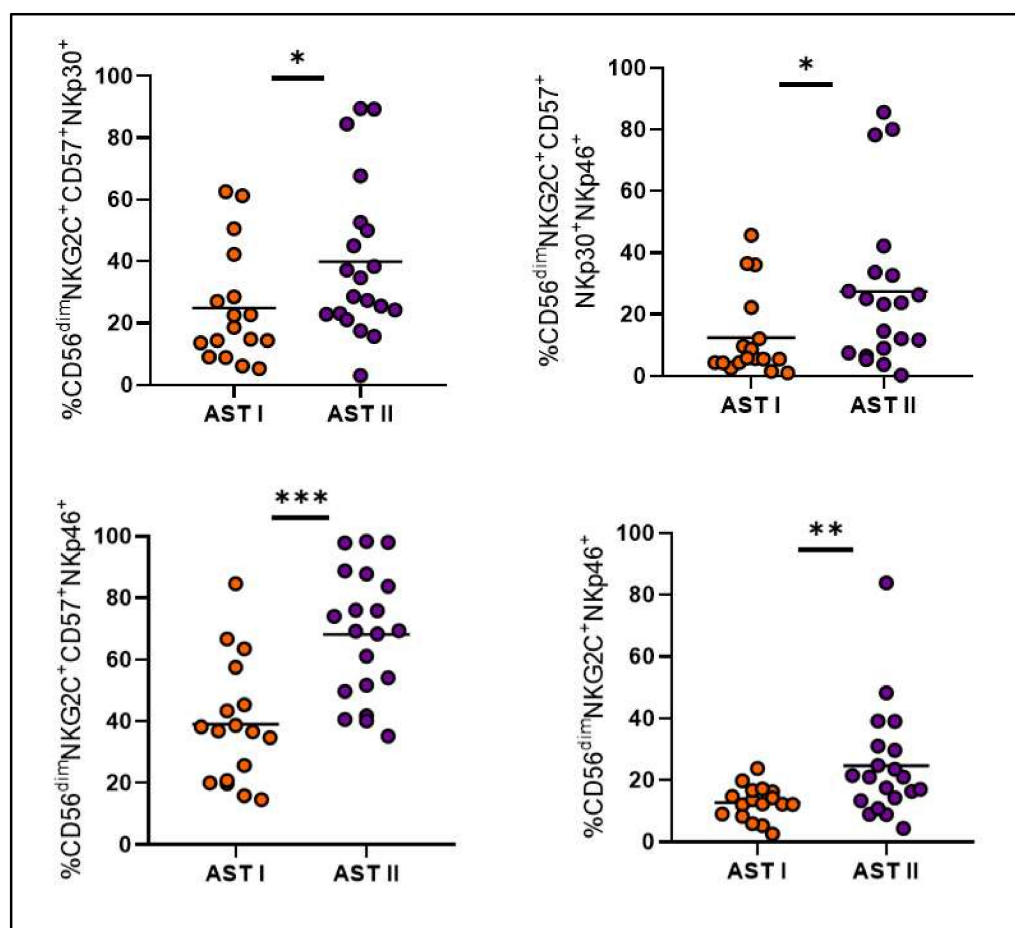 %CD56ᵈⁱᵐNKG2C⁺CD57⁺NKp30⁺
*
100
80
60
40
20
0
AST I
AST II
%CD56ᵈⁱᵐNKG2C⁺CD57⁺
NKp30⁺NKp46⁺
*
100
80
60
40
20
0
AST I
AST II
%CD56ᵈⁱᵐNKG2C⁺CD57⁺NKp46⁺
***
100
80
60
40
20
0
AST I
AST II
%CD56ᵈⁱᵐNKG2C⁺NKp46⁺
**
100
80
60
40
20
0
AST I
AST II